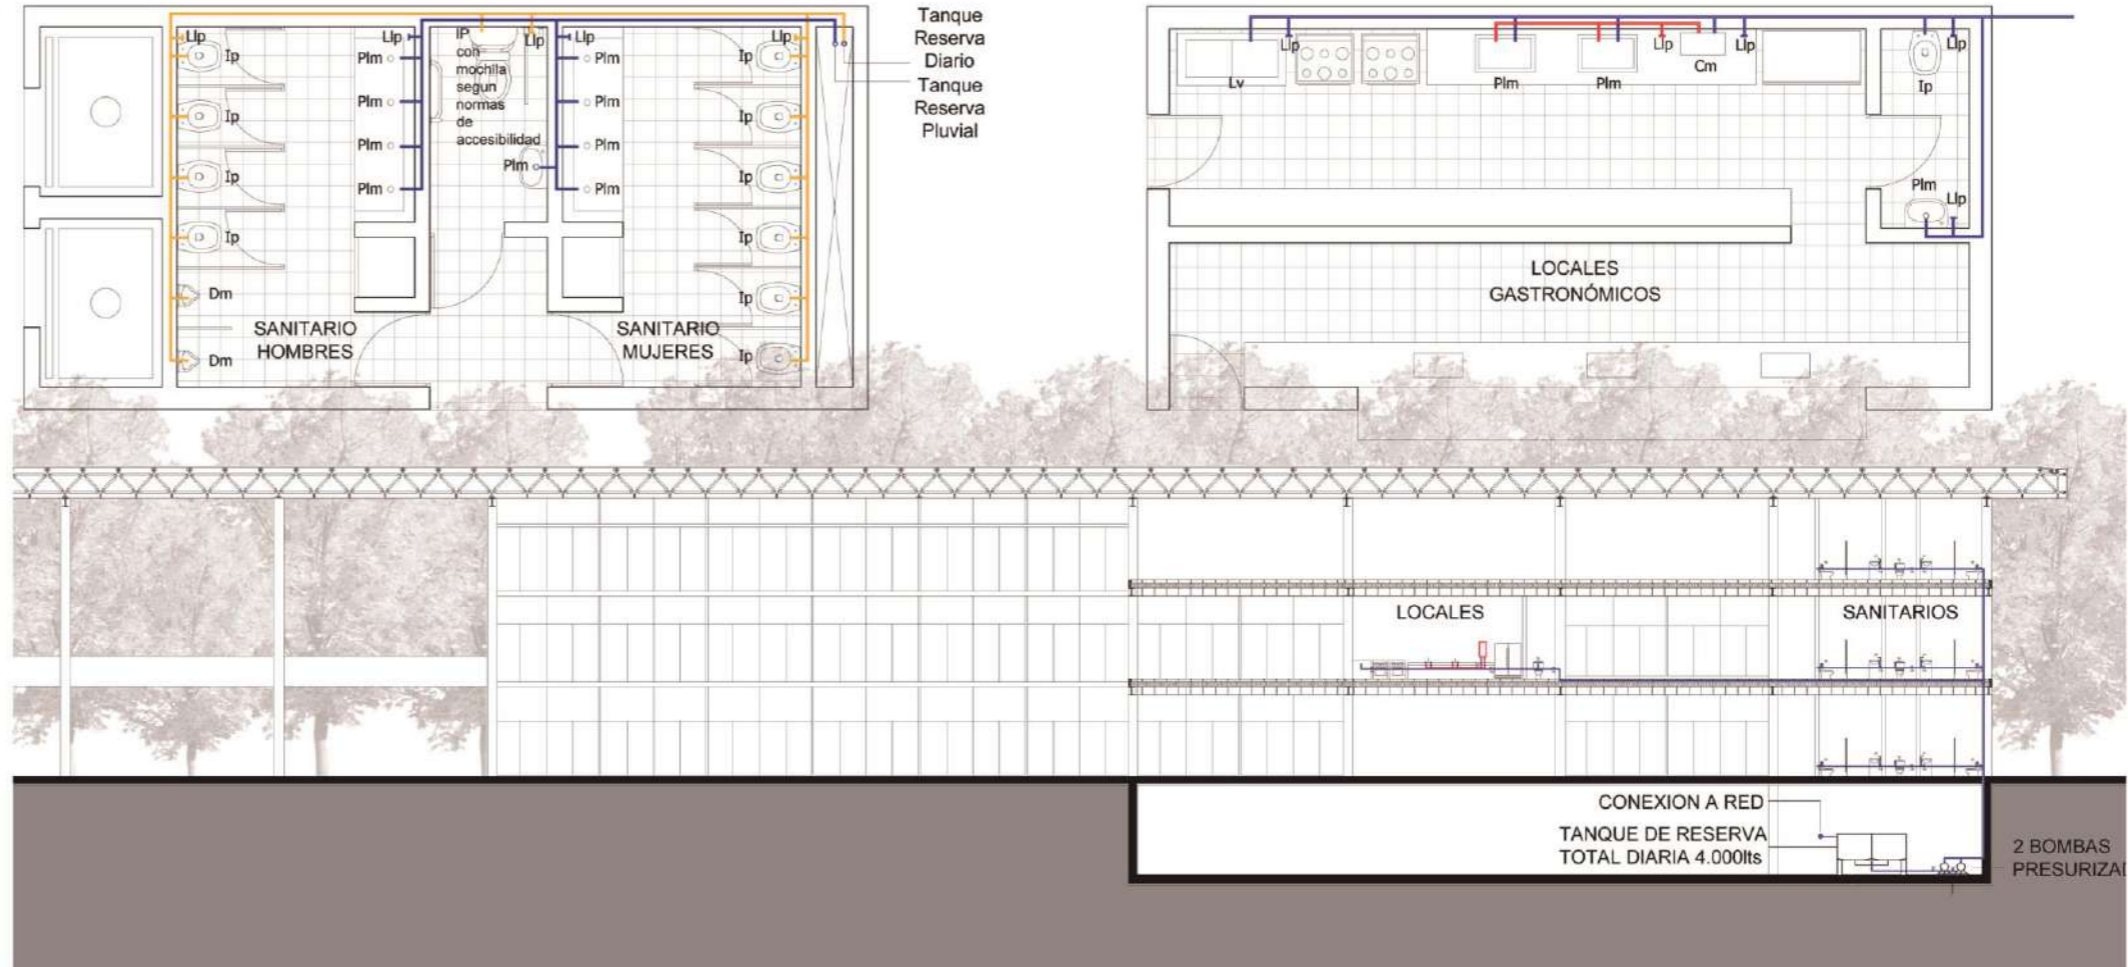 Llp
Ip
Ip
Ip
Ip
Dm
Dm
SANITARIO
HOMBRES
Llp
Plm
Plm
Plm
Plm
IP
con
mochila
segun
normas
de
accesibilidad
Llp
Plm
Llp
Plm
Plm
Plm
Plm
SANITARIO
MUJERES
Llp
Ip
Ip
Ip
Ip
Ip
Ip
Tanque
Reserva
Diario
Tanque
Reserva
Pluvial
Lv
Llp
Plm
Plm
Llp
Cm
Llp
Llp
Ip
Plm
Llp
LOCALES
GASTRONÓMICOS
LOCALES
SANITARIOS
CONEXION A RED
TANQUE DE RESERVA
TOTAL DIARIA 4.000lts
2 BOMBAS
PRESURIZA